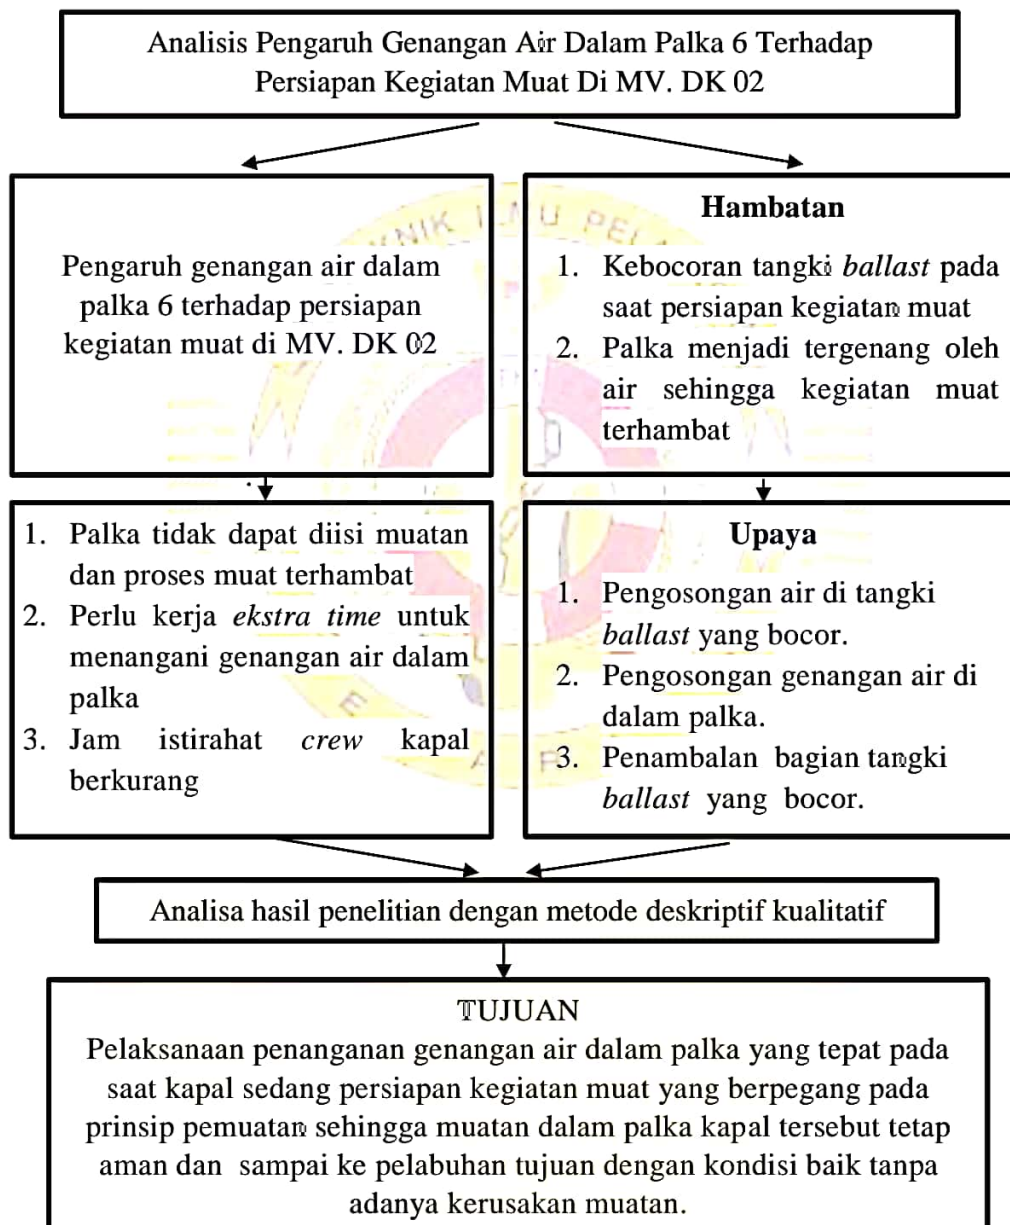 Analisis Pengaruh Genangan Air Dalam Palka 6 Terhadap
Persiapan Kegiatan Muat Di MV. DK 02
Pengaruh genangan air dalam
palka 6 terhadap persiapan
kegiatan muat di MV. DK 02
Hambatan
1. Kebocoran tangki ballast pada
saat persiapan kegiatan muat
2. Palka menjadi tergenang oleh
air sehingga kegiatan muat
terhambat
1. Palka tidak dapat diisi muatan
dan proses muat terhambat
2. Perlu kerja ekstra time untuk
menangani genangan air dalam
palka
3. Jam istirahat crew kapal
berkurang
Upaya
1. Pengosongan air di tangki
ballast yang bocor.
2. Pengosongan genangan air di
dalam palka.
3. Penambalan bagian tangki
ballast yang bocor.
Analisa hasil penelitian dengan metode deskriptif kualitatif
TUJUAN
Pelaksanaan penanganan genangan air dalam palka yang tepat pada
saat kapal sedang persiapan kegiatan muat yang berpegang pada
prinsip pemuatan sehingga muatan dalam palka kapal tersebut tetap
aman dan sampai ke pelabuhan tujuan dengan kondisi baik tanpa
adanya kerusakan muatan.